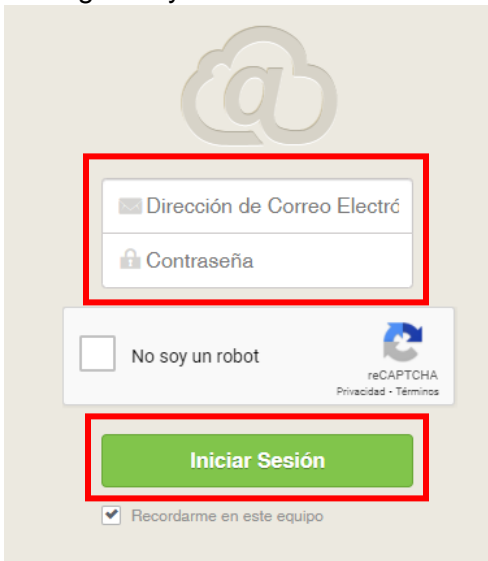 @
Dirección de Correo Electró
Contraseña
No soy un robot
reCAPTCHA
Privacidad - Términos
Iniciar Sesión
Recordarme en este equipo